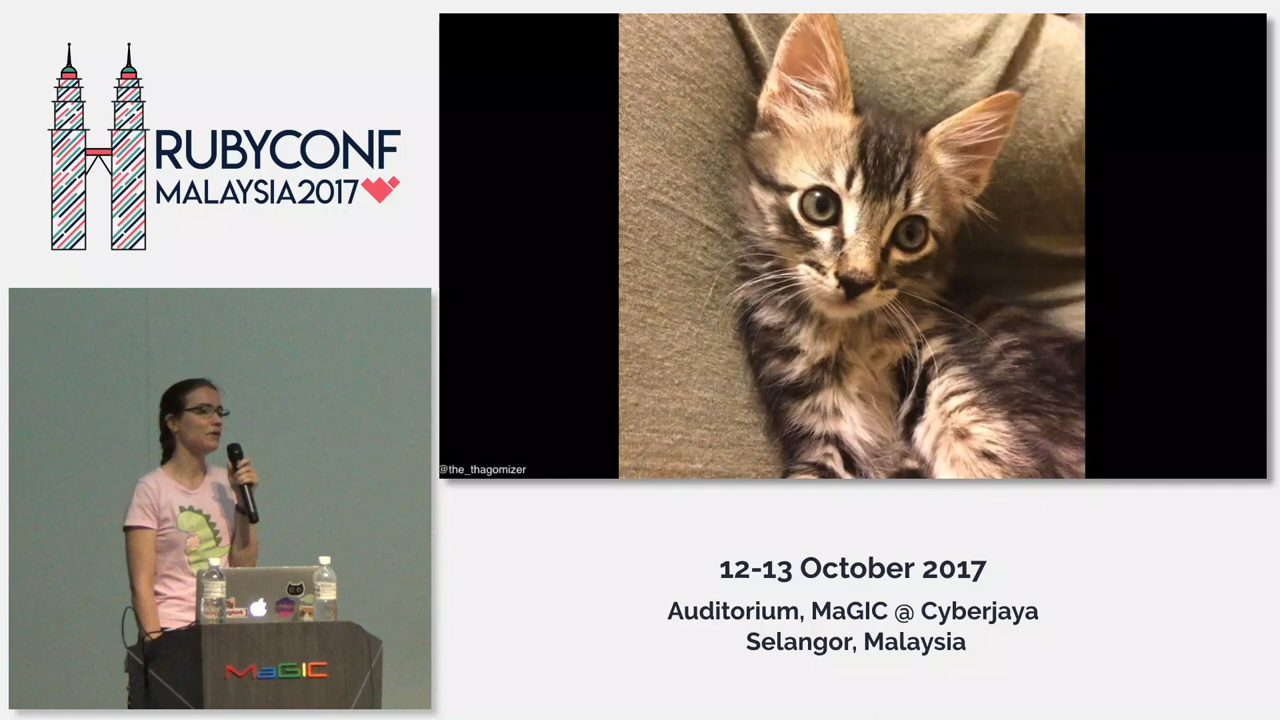 RUBYCONF
MALAYSIA2017
@the_thagomizer
MaGIC
12-13 October 2017
Auditorium, MaGIC @ Cyberjaya
Selangor, Malaysia